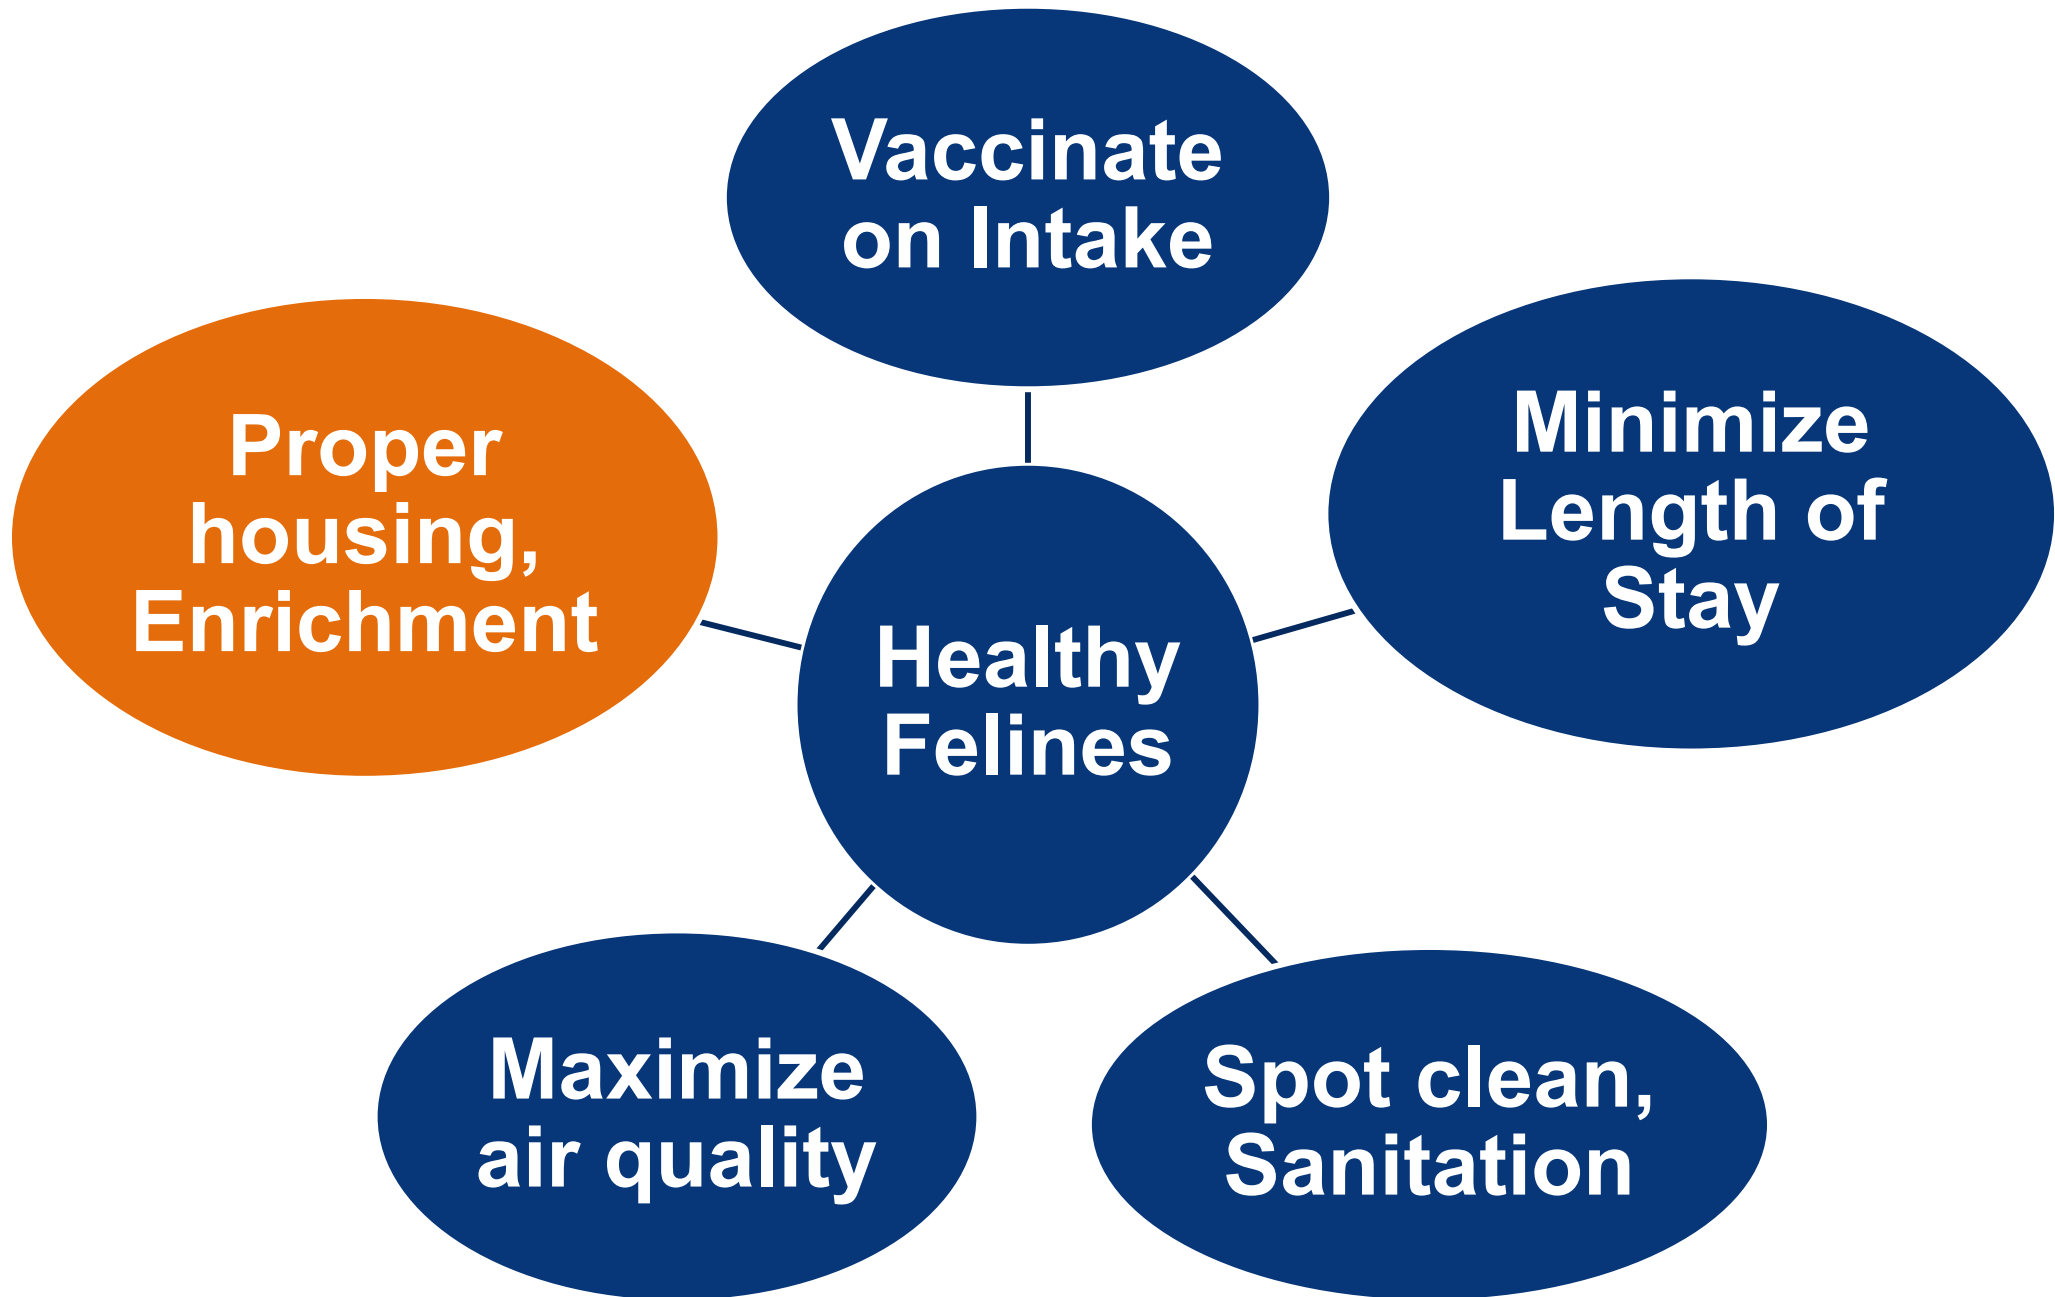 Vaccinate
on Intake
Minimize
Length of
Stay
Proper
housing,
Enrichment
Healthy
Felines
Maximize
air quality
Spot clean,
Sanitation